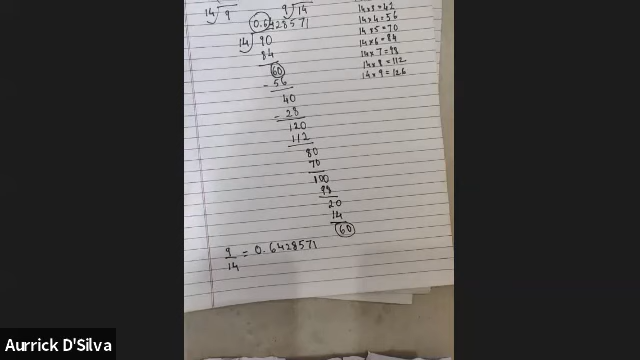 14 9 9 14
14 × 3 = 42
14 × 4 = 56
14 × 5 = 70
14 × 6 = 84
14 × 7 = 98
14 × 8 = 112
14 × 9 = 126
0.6428571
14 90
84
60
- 56
40
- 28
120
112
80
70
100
98
20
14
60
9/14 = 0.6428571
Aurrick D'Silva